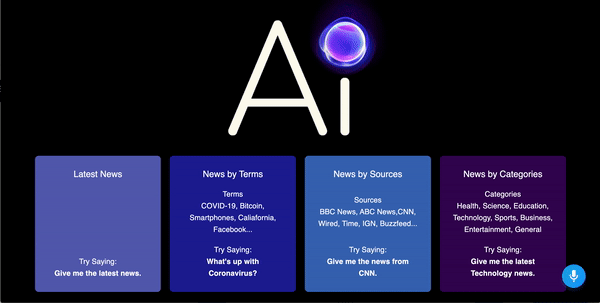 Ai
Latest News
Try Saying:
Give me the latest news.
News by Terms
Terms
COVID-19, Bitcoin,
Smartphones, Caliafornia,
Facebook...
Try Saying:
What's up with
Coronavirus?
News by Sources
Sources
BBC News, ABC News,CNN,
Wired, Time, IGN, Buzzfeed...
Try Saying:
Give me the news from
CNN.
News by Categories
Categories
Health, Science, Education,
Technology, Sports, Business,
Entertainment, General
Try Saying:
Give me the latest
Technology news.